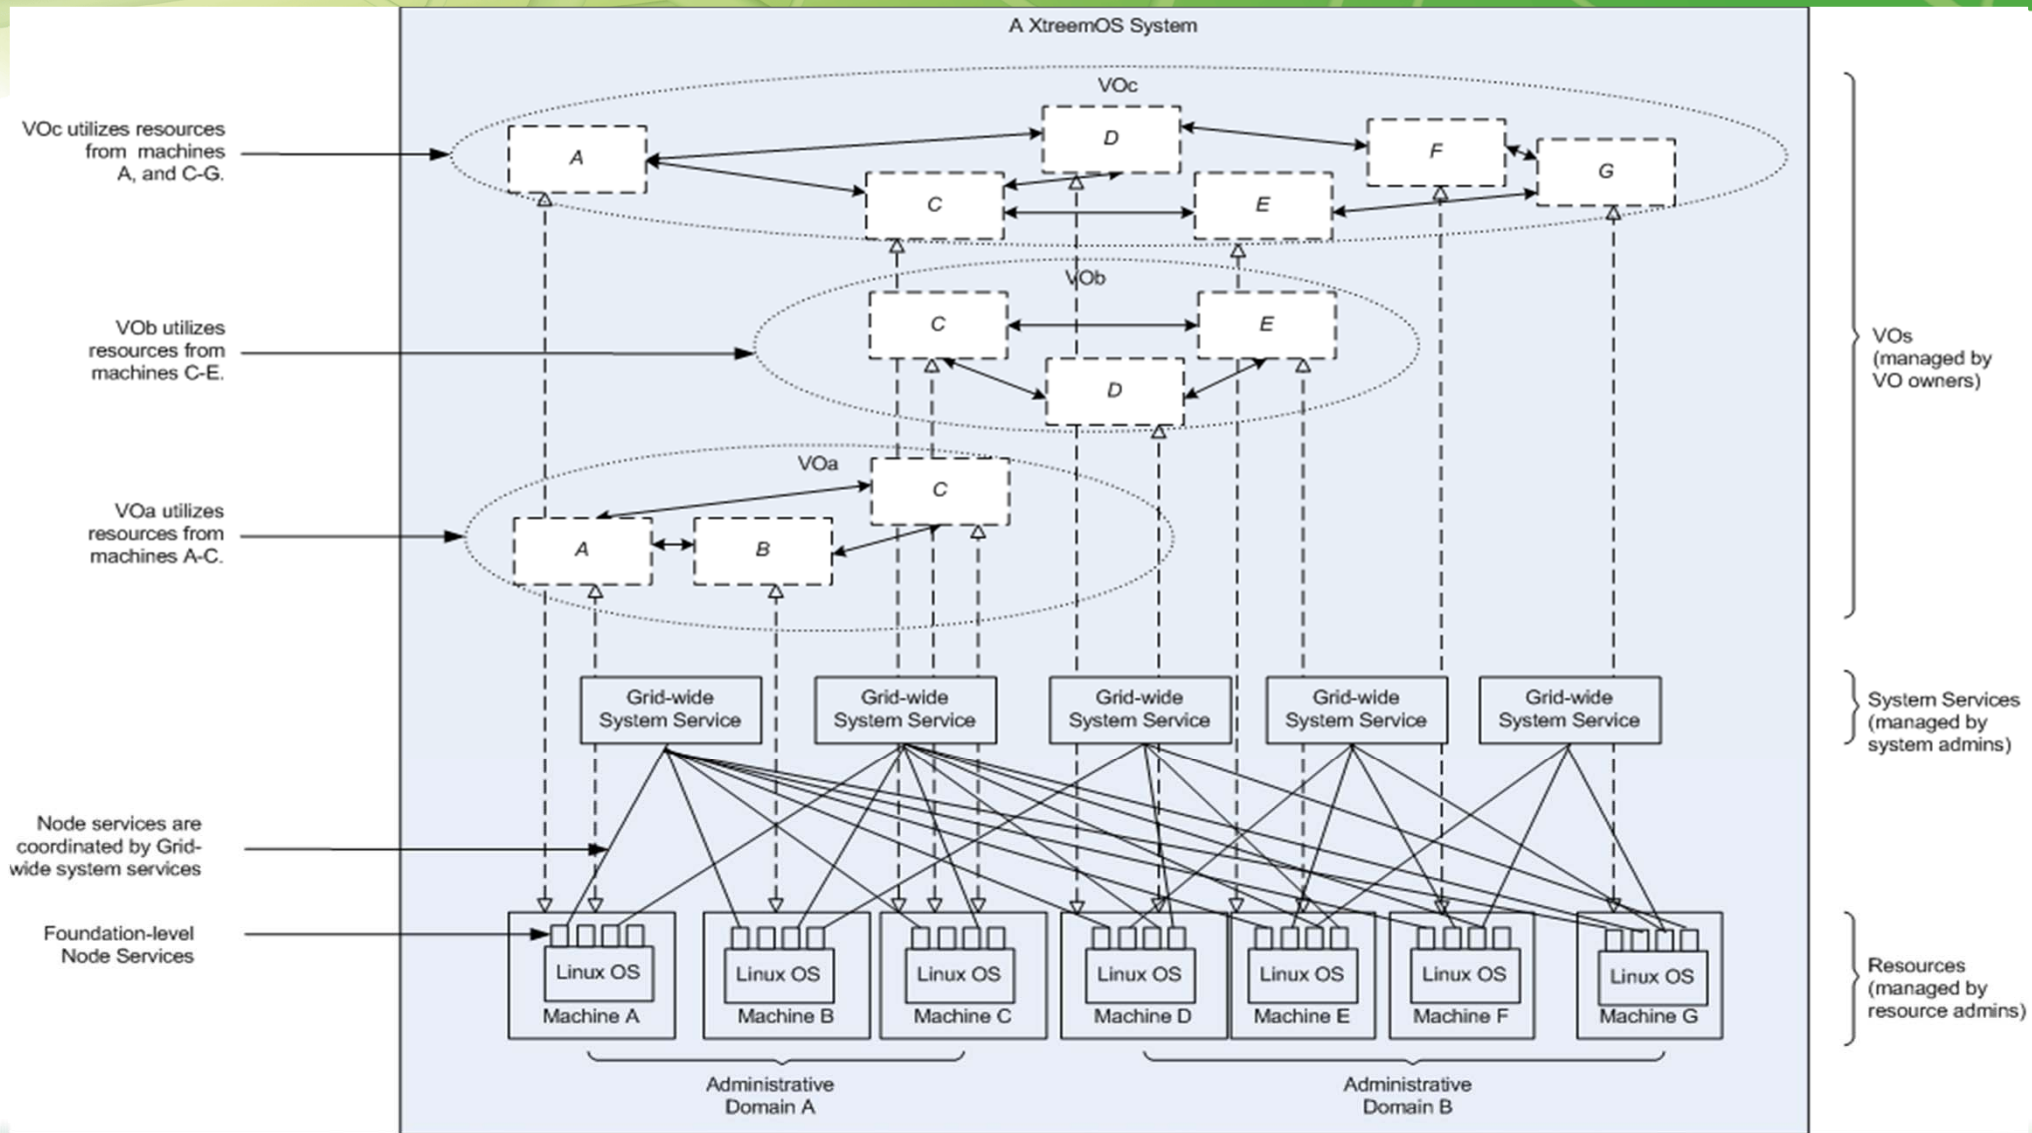 A XtreemOS System
VOc
VOc utilizes resources
from machines
A, and C-G.
A
D
F
G
C
E
VOb
C
E
D
VOb utilizes
resources from
machines C-E.
VOs
(managed by
VO owners)
VOa
C
A
B
VOa utilizes
resources from
machines A-C.
Grid-wide
System Service
Grid-wide
System Service
Grid-wide
System Service
Grid-wide
System Service
Grid-wide
System Service
System Services
(managed by
system admins)
Node services are
coordinated by Grid-
wide system services
Foundation-level
Node Services
Linux OS
Machine A
Linux OS
Machine B
Linux OS
Machine C
Linux OS
Machine D
Linux OS
Machine E
Linux OS
Machine F
Linux OS
Machine G
Resources
(managed by
resource admins)
Administrative
Domain A
Administrative
Domain B